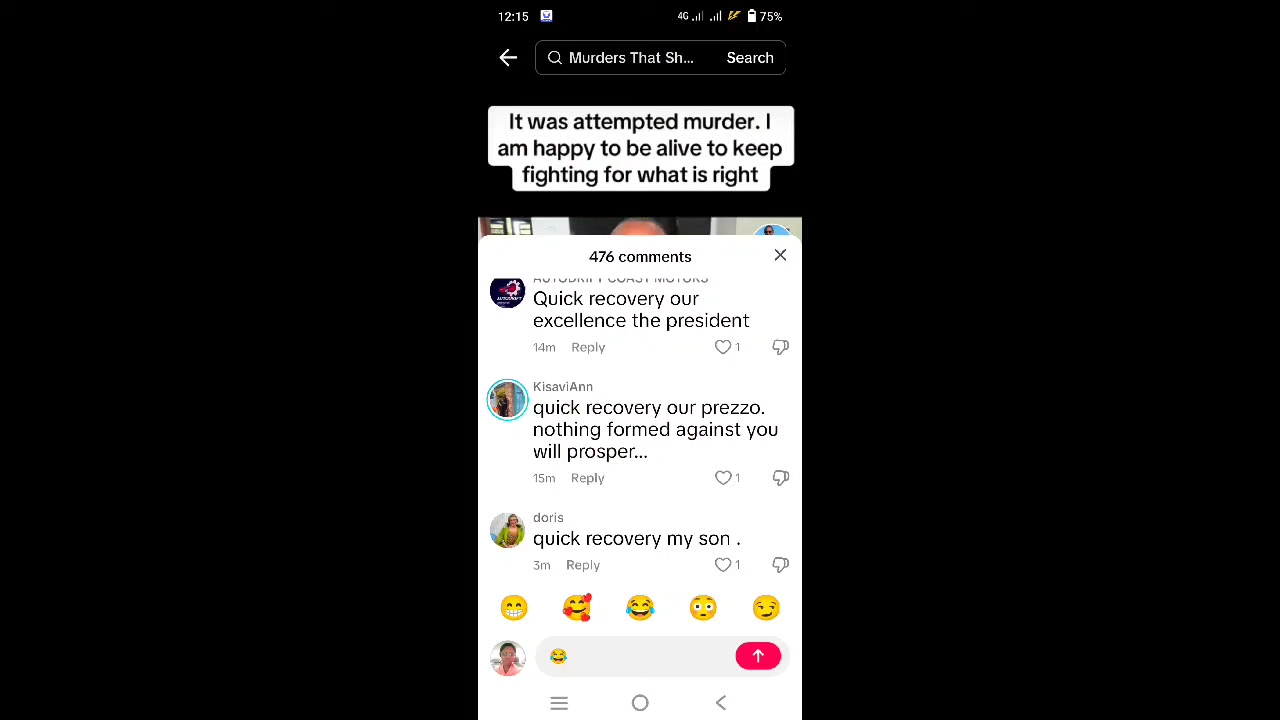 12:15
4G
75%
Murders That Sh...
Search
It was attempted murder. I
am happy to be alive to keep
fighting for what is right
476 comments
AUTODRIFT COAST MOTORS
Quick recovery our
excellence the president
14m Reply 1
KisaviAnn
quick recovery our prezzo.
nothing formed against you
will prosper...
15m Reply 1
doris
quick recovery my son .
3m Reply 1
😁 🥰 😂 😳 😏
😂